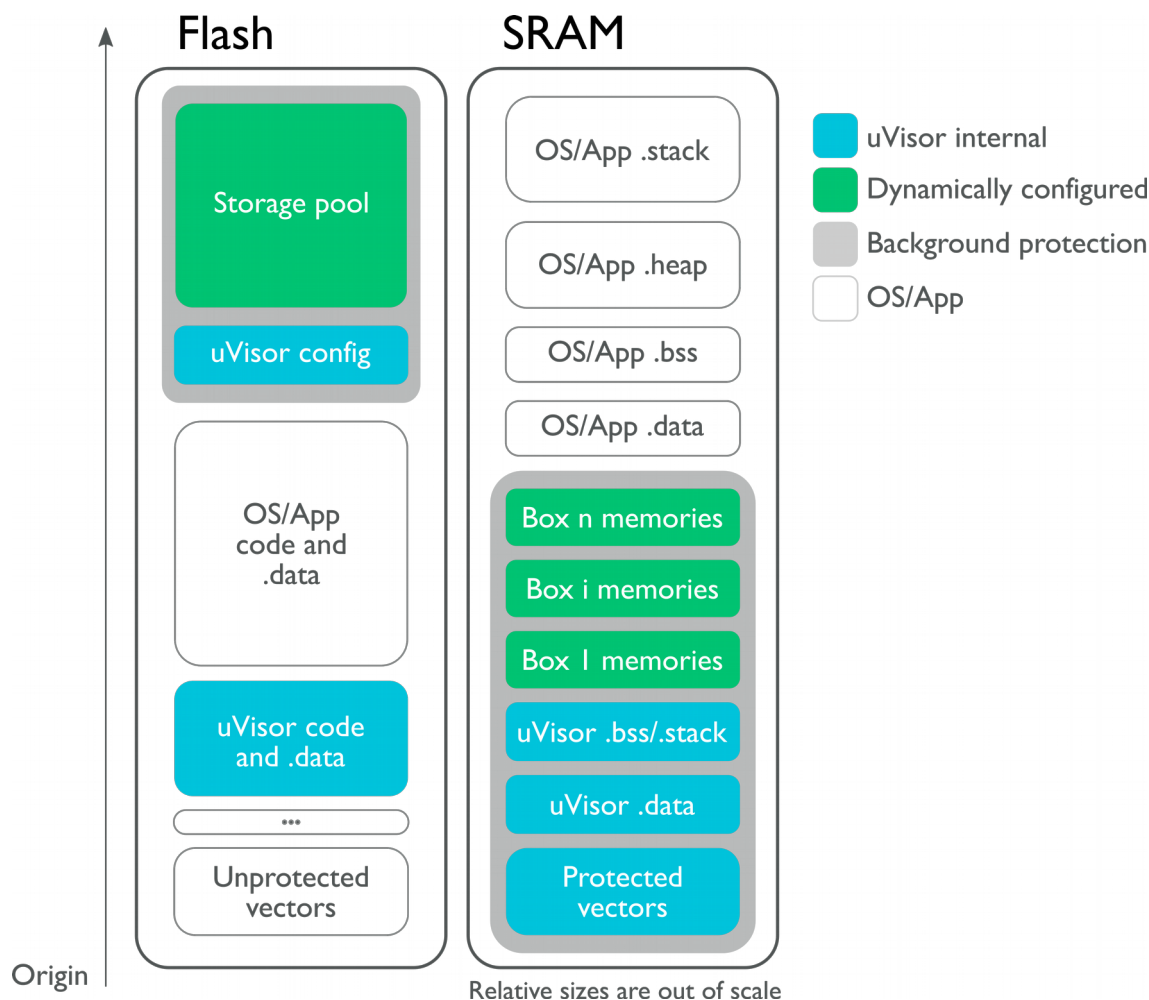 Flash
SRAM
Storage pool
uVisor config
OS/App
code and
.data
uVisor code
and .data
•••
Unprotected
vectors
OS/App .stack
OS/App .heap
OS/App .bss
OS/App .data
Box n memories
Box i memories
Box 1 memories
uVisor .bss/.stack
uVisor .data
Protected
vectors
uVisor internal
Dynamically configured
Background protection
OS/App
Origin
Relative sizes are out of scale